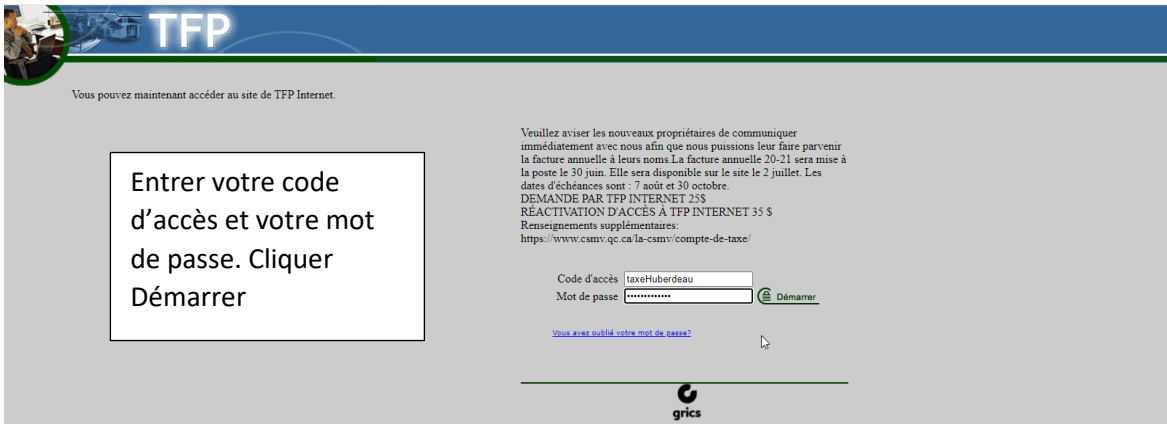 TFP
Vous pouvez maintenant accéder au site de TFP Internet.
Entrer votre code
d’accès et votre mot
de passe. Cliquer
Démarrer
Veuillez aviser les nouveaux propriétaires de communiquer
immédiatement avec nous afin que nous puissions leur faire parvenir
la facture annuelle à leurs noms.La facture annuelle 20-21 sera mise à
la poste le 30 juin. Elle sera disponible sur le site le 2 juillet. Les
dates d'échéances sont : 7 août et 30 octobre.
DEMANDE PAR TFP INTERNET 25$
RÉACTIVATION D'ACCÈS À TFP INTERNET 35 $
Renseignements supplémentaires:
https://www.csmv.qc.ca/la-csmv/compte-de-taxe/
Code d'accès taxeHuberdeau
Mot de passe ••••••••••••• Démarrer
Vous avez oublié votre mot de passe?
grics